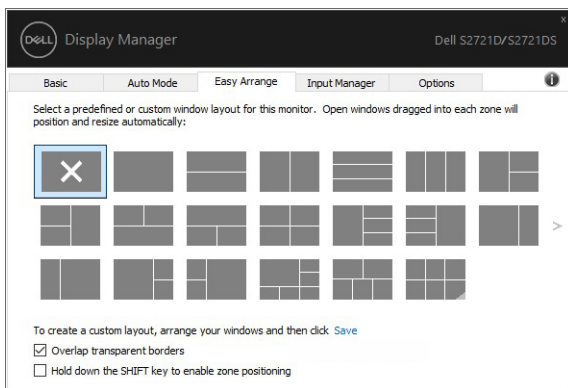 DELL Display Manager Dell S2721D/S2721DS
Basic Auto Mode Easy Arrange Input Manager Options
Select a predefined or custom window layout for this monitor. Open windows dragged into each zone will
position and resize automatically:
To create a custom layout, arrange your windows and then click Save
Overlap transparent borders
Hold down the SHIFT key to enable zone positioning